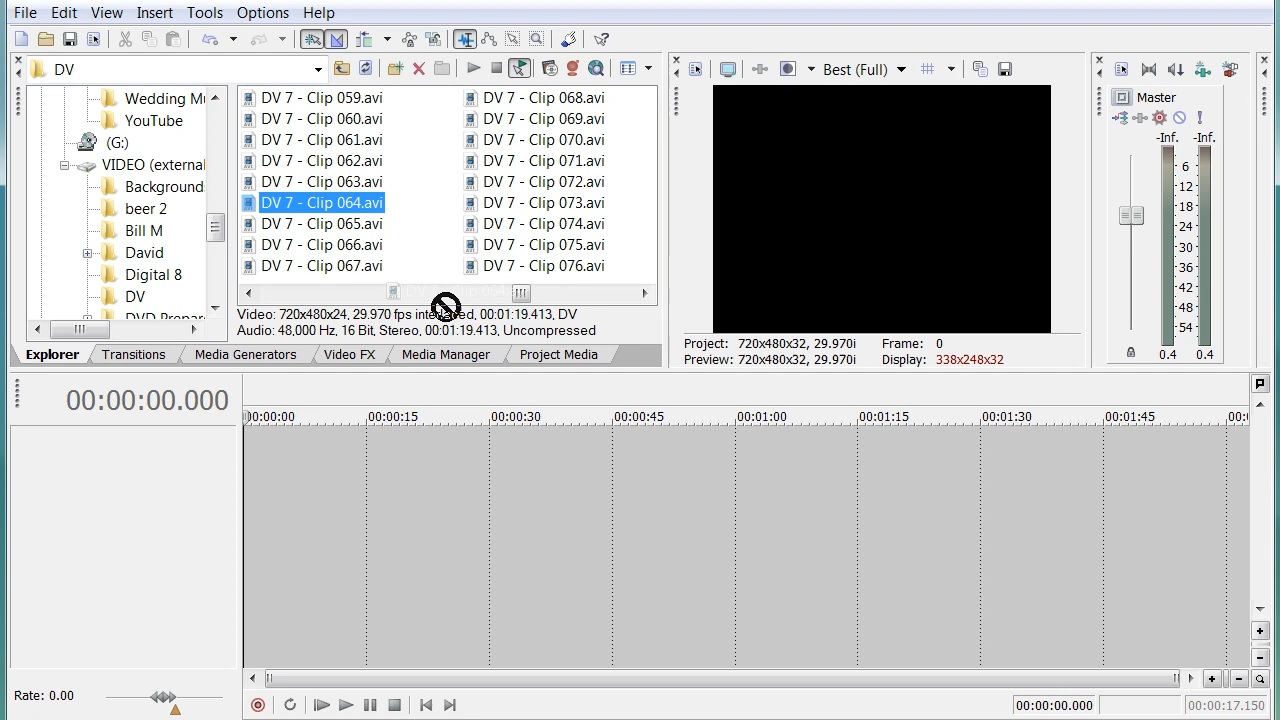 File Edit View Insert Tools Options Help
DV
Best (Full)
Wedding Mu
YouTube
(G:)
VIDEO (external
Background
beer 2
Bill M
David
Digital 8
DV
DV 7 - Clip 059.avi
DV 7 - Clip 060.avi
DV 7 - Clip 061.avi
DV 7 - Clip 062.avi
DV 7 - Clip 063.avi
DV 7 - Clip 064.avi
DV 7 - Clip 065.avi
DV 7 - Clip 066.avi
DV 7 - Clip 067.avi
DV 7 - Clip 068.avi
DV 7 - Clip 069.avi
DV 7 - Clip 070.avi
DV 7 - Clip 071.avi
DV 7 - Clip 072.avi
DV 7 - Clip 073.avi
DV 7 - Clip 074.avi
DV 7 - Clip 075.avi
DV 7 - Clip 076.avi
Video: 720x480x24, 29.970 fps interlaced, 00:01:19.413, DV
Audio: 48,000 Hz, 16 Bit, Stereo, 00:01:19.413, Uncompressed
Explorer Transitions Media Generators Video FX Media Manager Project Media
Project: 720x480x32, 29.970i Frame: 0
Preview: 720x480x32, 29.970i Display: 338x248x32
Master
-Inf. -Inf.
6
12
18
24
30
36
42
48
54
0.4 0.4
00:00:00.000
00:00:00 00:00:15 00:00:30 00:00:45 00:01:00 00:01:15 00:01:30 00:01:45 00:0
Rate: 0.00
00:00:00.000 00:00:17.150